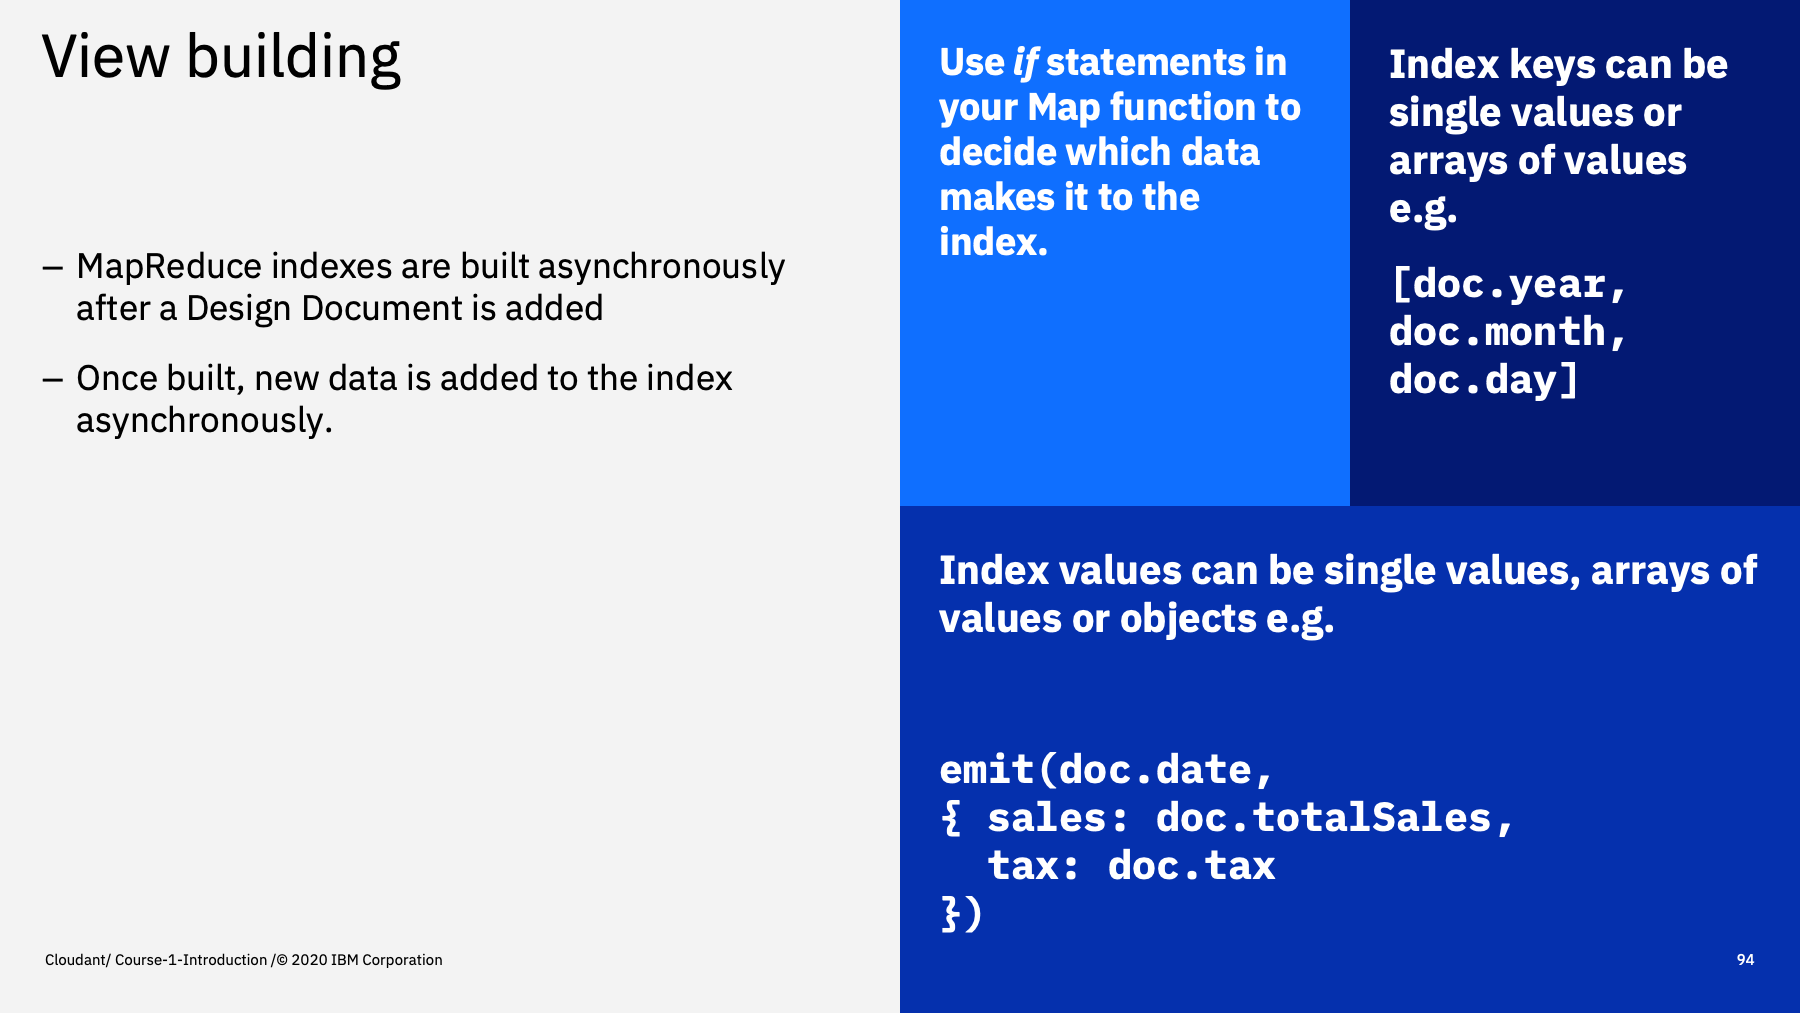 View building
– MapReduce indexes are built asynchronously
after a Design Document is added
– Once built, new data is added to the index
asynchronously.
Use if statements in
your Map function to
decide which data
makes it to the
index.
Index keys can be
single values or
arrays of values
e.g.
[doc.year,
doc.month,
doc.day]
Index values can be single values, arrays of
values or objects e.g.
emit(doc.date,
{ sales: doc.totalSales,
  tax: doc.tax
})
Cloudant/ Course-1-Introduction /© 2020 IBM Corporation
94